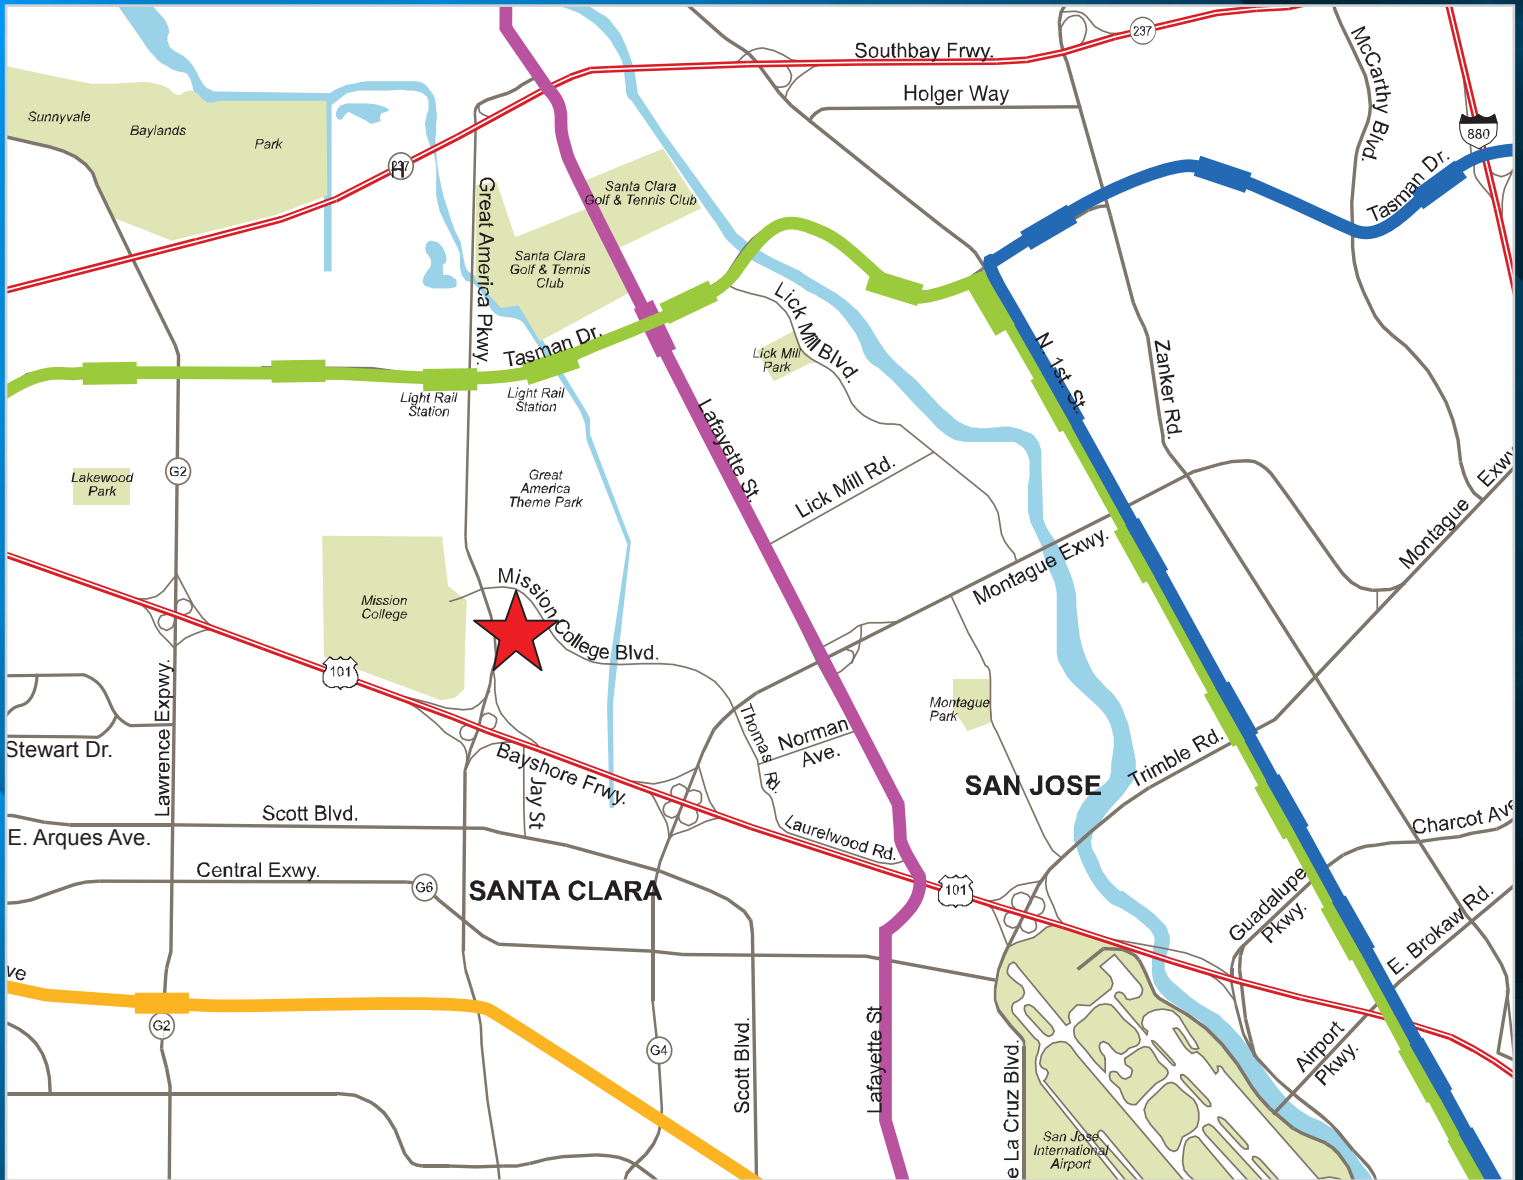 Southbay Frwy.
237
McCarthy Blvd.
Holger Way
880
Sunnyvale
Baylands
Park
237
H
Tasman Dr.
Great America Pkwy.
Santa Clara
Golf & Tennis Club
Santa Clara
Golf & Tennis
Club
Lick Mill Blvd.
Tasman Dr.
N. 1st. St.
Zanker Rd.
Lick Mill
Park
Light Rail
Station
Light Rail
Station
Lafayette St.
G2
Lakewood
Park
Great
America
Theme Park
Lick Mill Rd.
Montague Exwy.
Montague Exwy.
Mission College Blvd.
Mission
College
101
Lawrence Expwy.
Stewart Dr.
Thomas Rd.
Norman
Ave.
Montague
Park
Bayshore Frwy.
Jay St
SAN JOSE
Trimble Rd.
Scott Blvd.
E. Arques Ave.
Laurelwood Rd.
Charcot Ave
Central Exwy.
G6
SANTA CLARA
101
Guadalupe
Pkwy.
E. Brokaw Rd.
ve
G2
G4
Scott Blvd.
Lafayette St
e La Cruz Blvd.
Airport
Pkwy.
San Jose
International
Airport